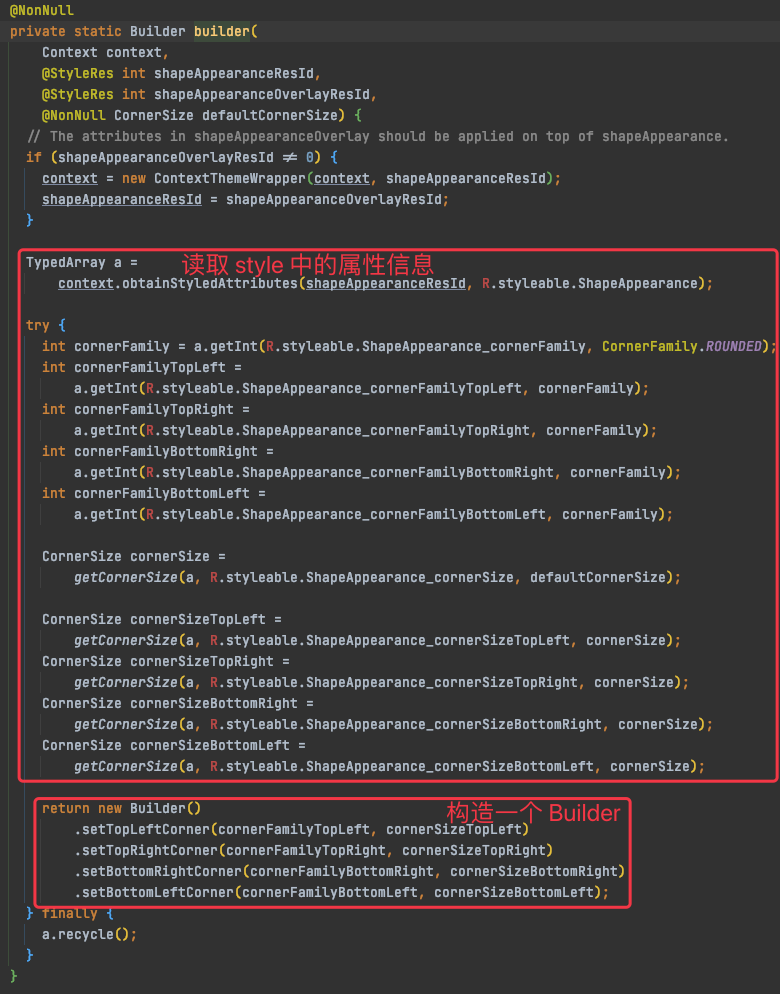 @NonNull
private static Builder builder(
    Context context,
    @StyleRes int shapeAppearanceResId,
    @StyleRes int shapeAppearanceOverlayResId,
    @NonNull CornerSize defaultCornerSize) {
  // The attributes in shapeAppearanceOverlay should be applied on top of shapeAppearance.
  if (shapeAppearanceOverlayResId ≠ 0) {
    context = new ContextThemeWrapper(context, shapeAppearanceResId);
    shapeAppearanceResId = shapeAppearanceOverlayResId;
  }
  TypedArray a = 读取 style 中的属性信息
      context.obtainStyledAttributes(shapeAppearanceResId, R.styleable.ShapeAppearance);
  try {
    int cornerFamily = a.getInt(R.styleable.ShapeAppearance_cornerFamily, CornerFamily.ROUNDED);
    int cornerFamilyTopLeft =
        a.getInt(R.styleable.ShapeAppearance_cornerFamilyTopLeft, cornerFamily);
    int cornerFamilyTopRight =
        a.getInt(R.styleable.ShapeAppearance_cornerFamilyTopRight, cornerFamily);
    int cornerFamilyBottomRight =
        a.getInt(R.styleable.ShapeAppearance_cornerFamilyBottomRight, cornerFamily);
    int cornerFamilyBottomLeft =
        a.getInt(R.styleable.ShapeAppearance_cornerFamilyBottomLeft, cornerFamily);
    CornerSize cornerSize =
        getCornerSize(a, R.styleable.ShapeAppearance_cornerSize, defaultCornerSize);
    CornerSize cornerSizeTopLeft =
        getCornerSize(a, R.styleable.ShapeAppearance_cornerSizeTopLeft, cornerSize);
    CornerSize cornerSizeTopRight =
        getCornerSize(a, R.styleable.ShapeAppearance_cornerSizeTopRight, cornerSize);
    CornerSize cornerSizeBottomRight =
        getCornerSize(a, R.styleable.ShapeAppearance_cornerSizeBottomRight, cornerSize);
    CornerSize cornerSizeBottomLeft =
        getCornerSize(a, R.styleable.ShapeAppearance_cornerSizeBottomLeft, cornerSize);
    return new Builder() 构造一个 Builder
        .setTopLeftCorner(cornerFamilyTopLeft, cornerSizeTopLeft)
        .setTopRightCorner(cornerFamilyTopRight, cornerSizeTopRight)
        .setBottomRightCorner(cornerFamilyBottomRight, cornerSizeBottomRight)
        .setBottomLeftCorner(cornerFamilyBottomLeft, cornerSizeBottomLeft);
  } finally {
    a.recycle();
  }
}